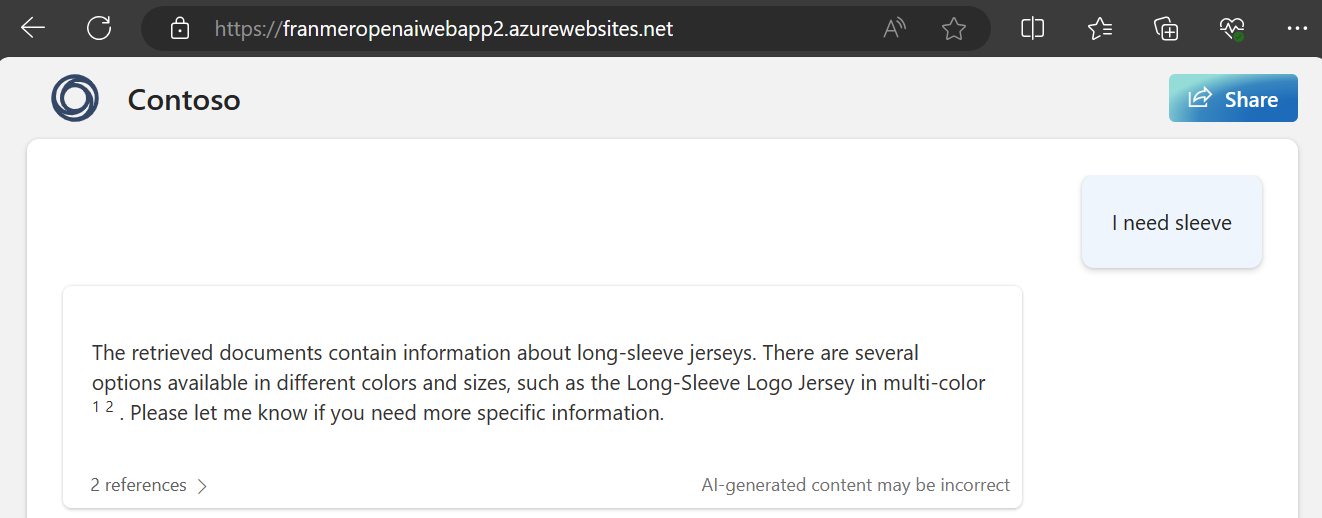 https://franmeropenaiwebapp2.azurewebsites.net
Contoso
Share
I need sleeve
The retrieved documents contain information about long-sleeve jerseys. There are several
options available in different colors and sizes, such as the Long-Sleeve Logo Jersey in multi-color
1 2 . Please let me know if you need more specific information.
2 references
AI-generated content may be incorrect